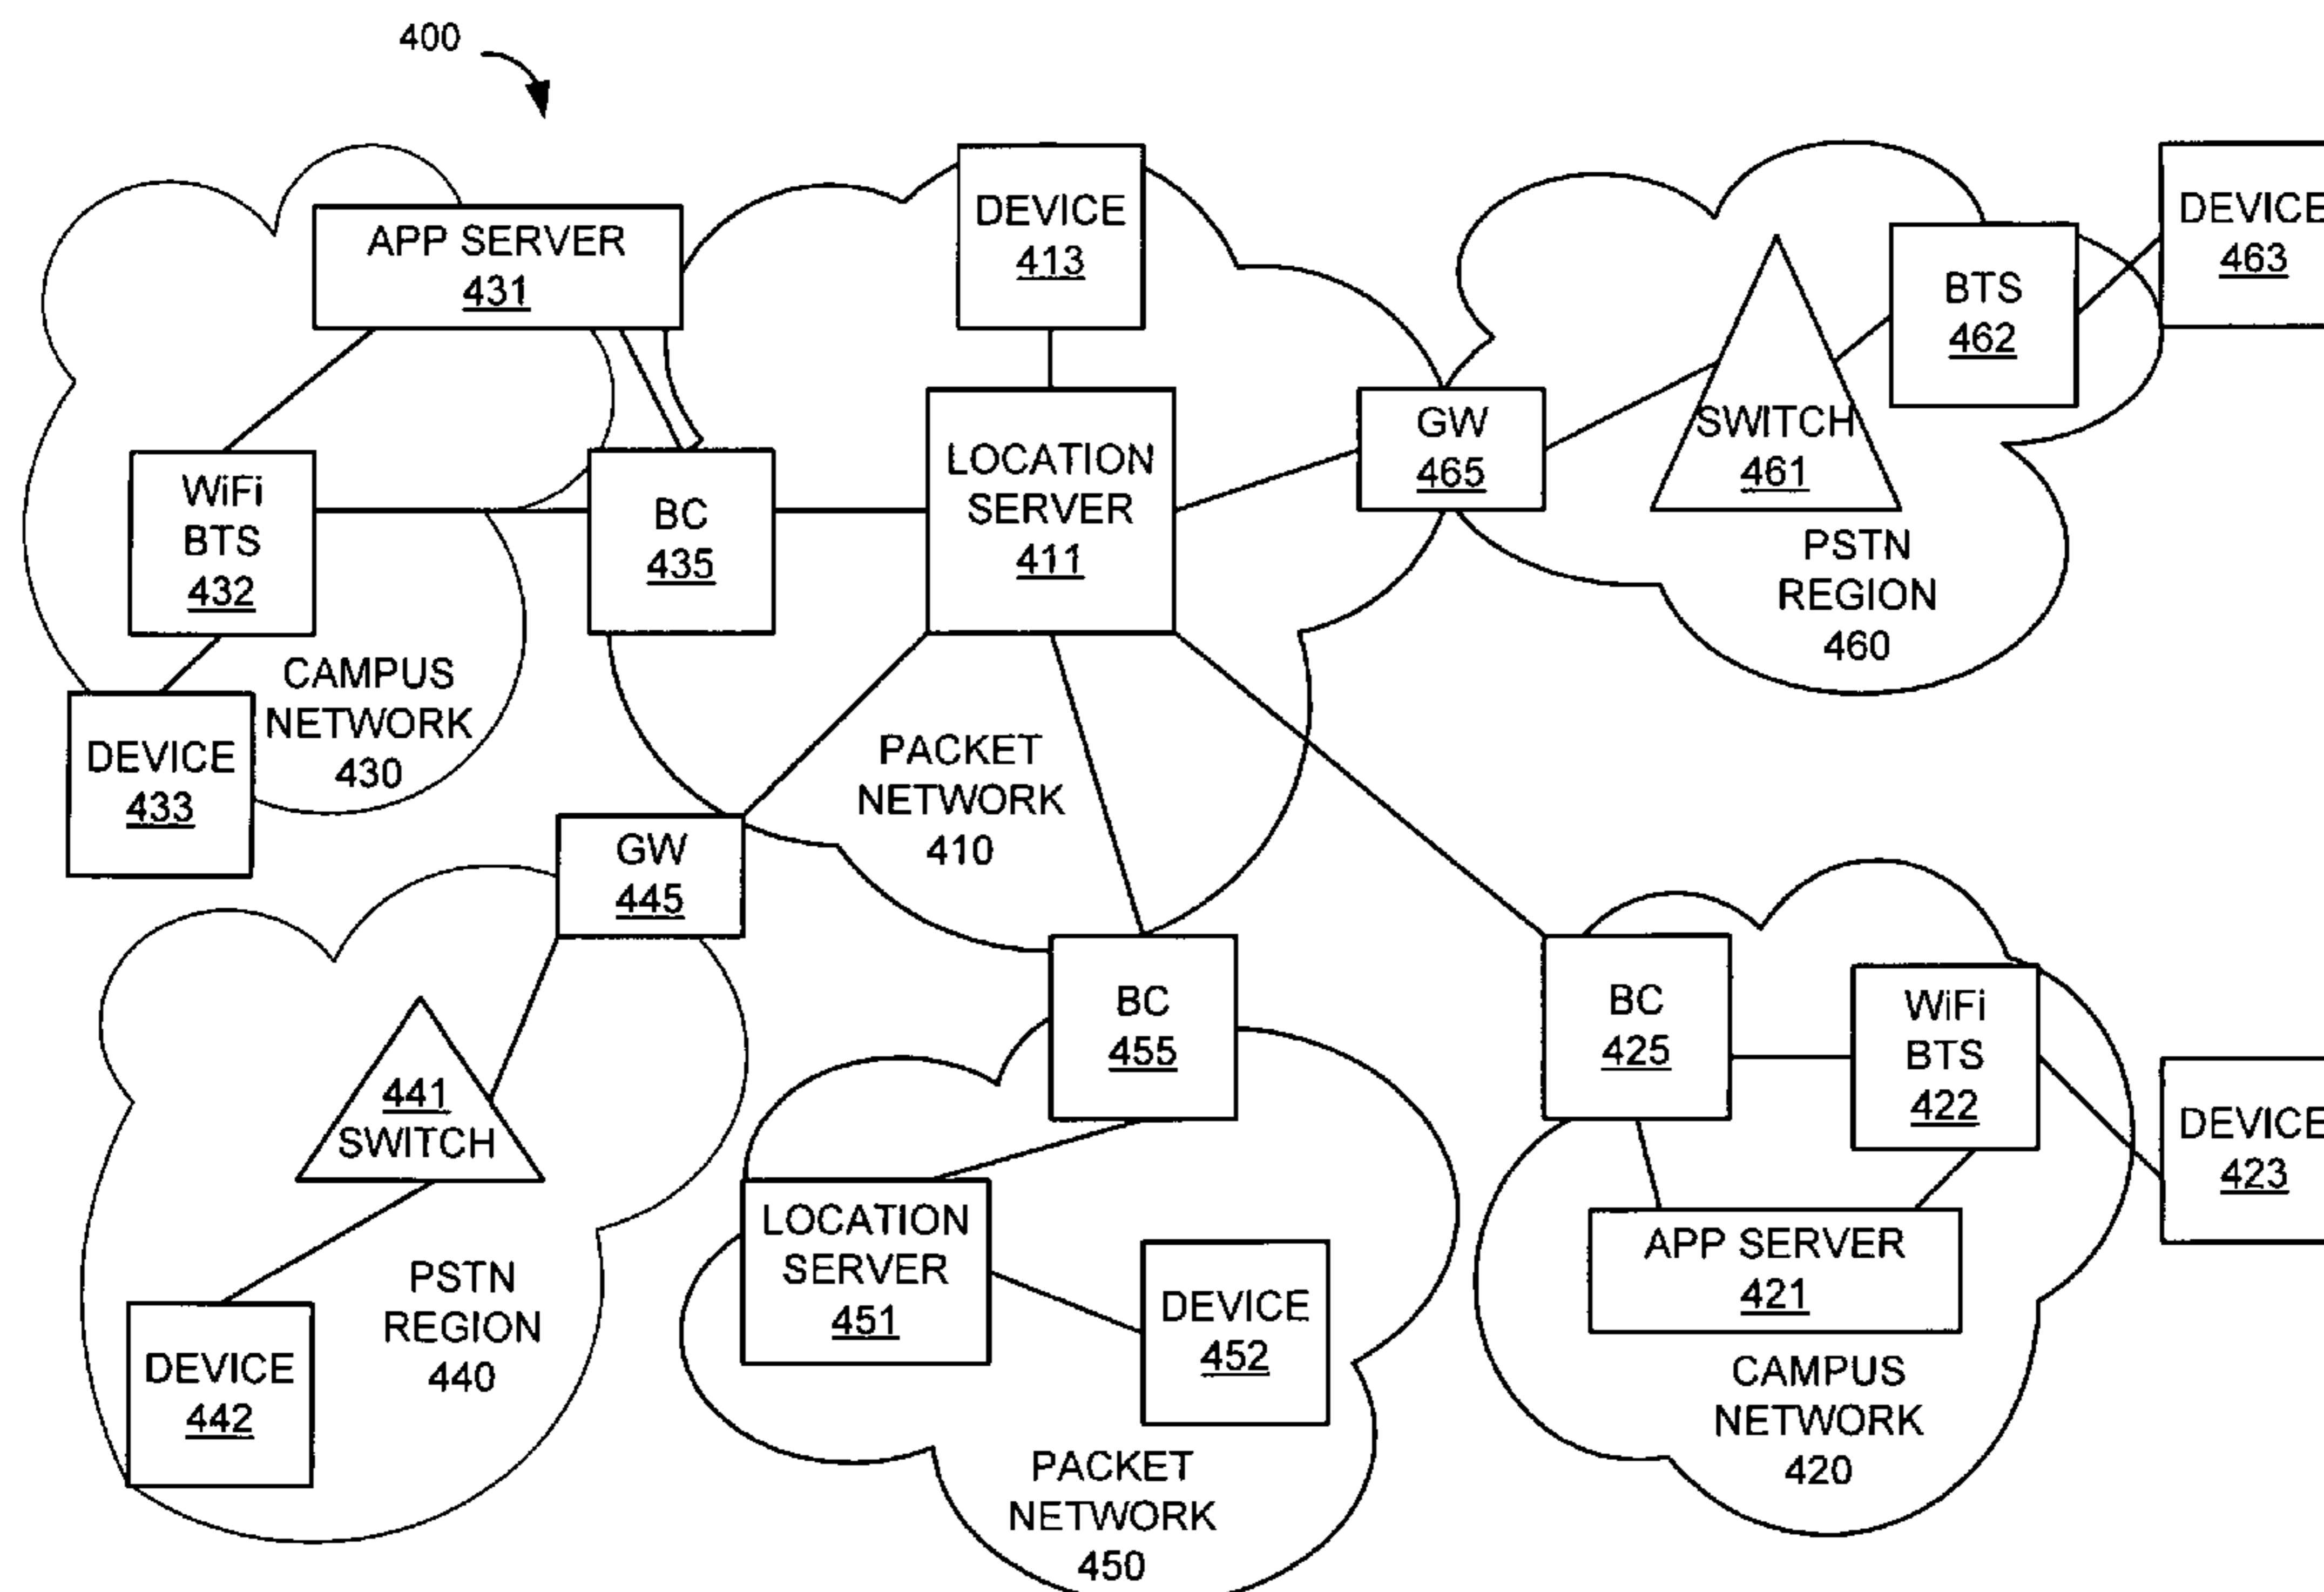 400
APP SERVER
431
DEVICE
413
DEVICE
463
BTS
462
GW
465
SWITCH
461
LOCATION
SERVER
411
WiFi
BTS
432
BC
435
PSTN
REGION
460
CAMPUS
NETWORK
430
DEVICE
433
PACKET
NETWORK
410
GW
445
BC
455
BC
425
WiFi
BTS
422
DEVICE
423
441
SWITCH
LOCATION
SERVER
451
DEVICE
452
APP SERVER
421
PSTN
REGION
440
DEVICE
442
CAMPUS
NETWORK
420
PACKET
NETWORK
450